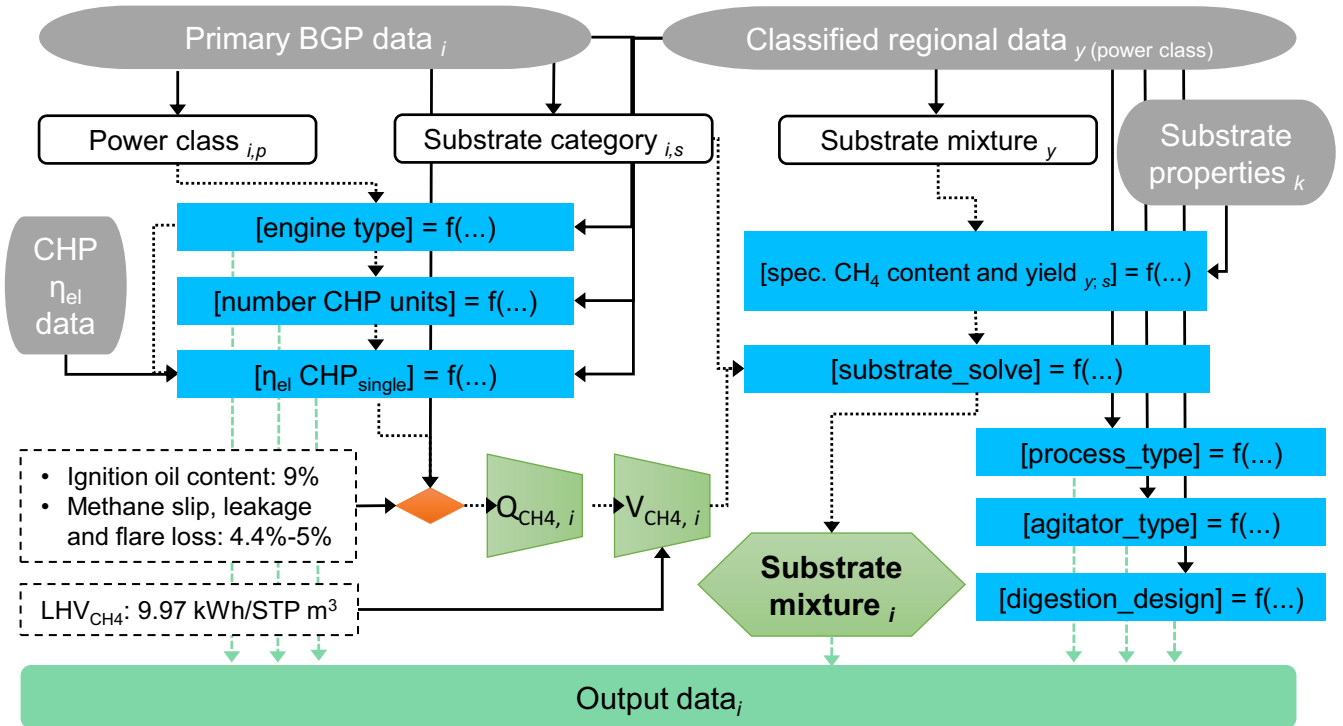 Primary BGP data i
Classified regional data y (power class)
Power class i,p
Substrate category i,s
Substrate mixture y
Substrate
properties k
CHP
ηel
data
[engine type] = f(...)
[number CHP units] = f(...)
[ηel CHPsingle] = f(...)
[spec. CH4 content and yield y; s] = f(...)
[substrate_solve] = f(...)
[process_type] = f(...)
[agitator_type] = f(...)
[digestion_design] = f(...)
• Ignition oil content: 9%
• Methane slip, leakage
and flare loss: 4.4%-5%
QCH4, i
VCH4, i
LHVCH4: 9.97 kWh/STP m³
Substrate
mixture i
Output datai